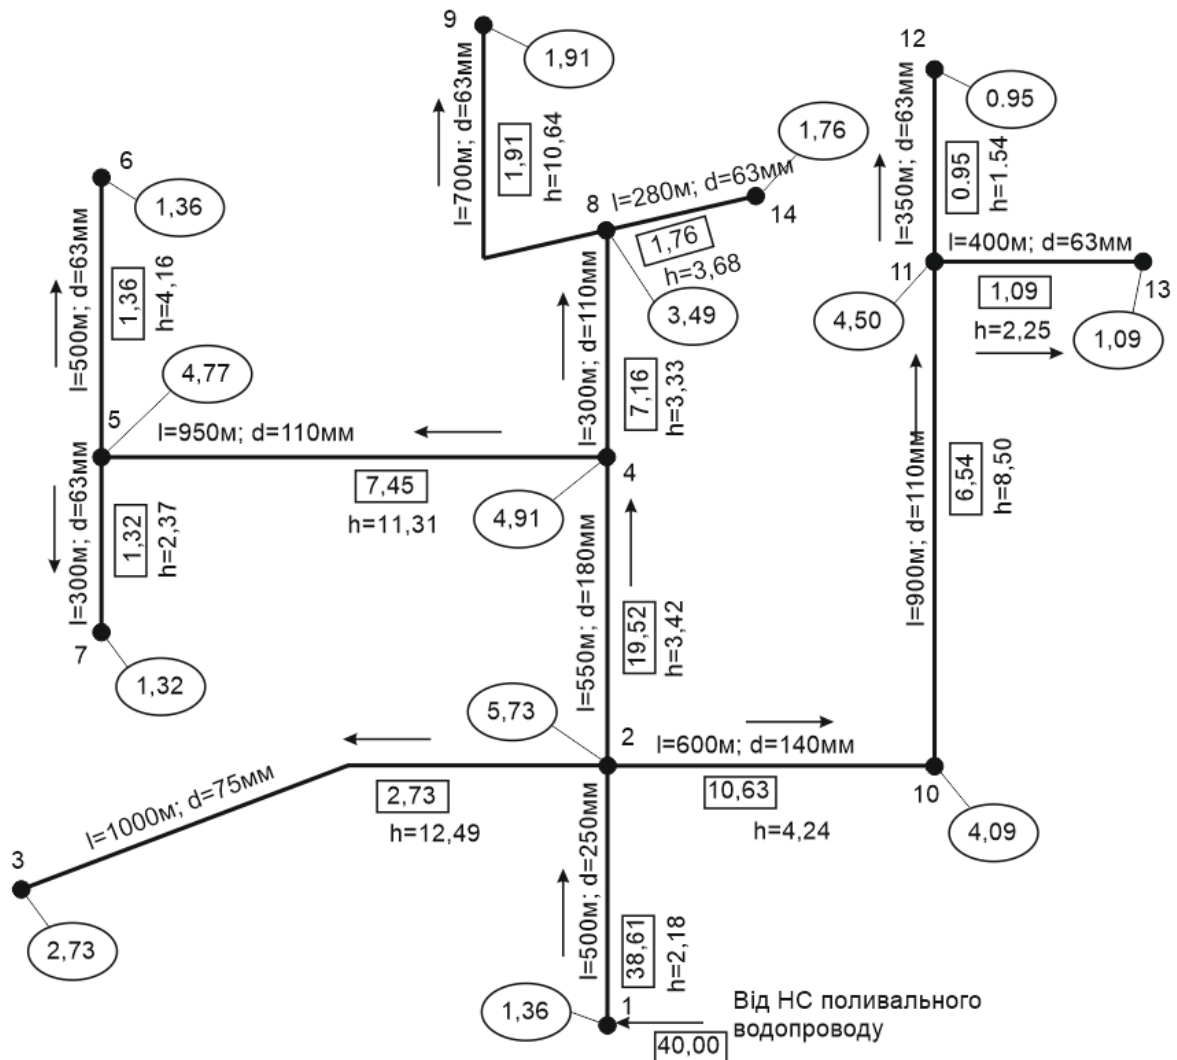 9
1,91
l=700м; d=63мм
1,91
h=10,64
12
0.95
l=350м; d=63мм
0.95
h=1.54
6
1,36
l=500м; d=63мм
1,36
h=4,16
1,76
l=280м; d=63мм
8
14
1,76
h=3,68
3,49
11
l=400м; d=63мм
4,50
1,09
13
h=2,25
1,09
l=300м; d=110мм
7,16
h=3,33
4,77
5
l=950м; d=110мм
7,45
h=11,31
4
4,91
l=900м; d=110мм
6,54
h=8,50
l=300м; d=63мм
1,32
h=2,37
7
1,32
l=550м; d=180мм
19,52
h=3,42
5,73
2
l=600м; d=140мм
10,63
h=4,24
10
4,09
l=1000м; d=75мм
2,73
h=12,49
3
2,73
l=500м; d=250мм
38,61
h=2,18
1,36
1
Від НС поливального
водопроводу
40,00